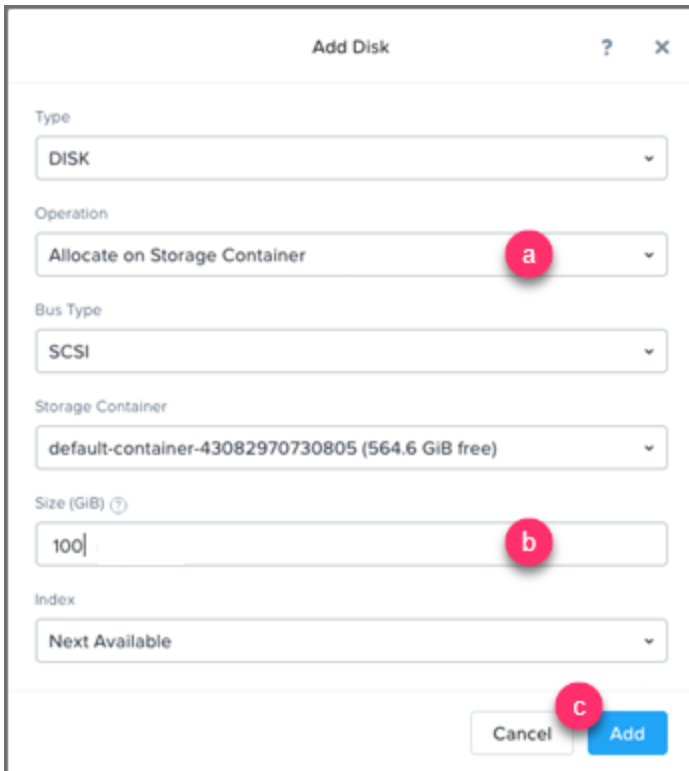 Add Disk ? ×
Type
DISK
Operation
Allocate on Storage Container
a
Bus Type
SCSI
Storage Container
default-container-43082970730805 (564.6 GiB free)
Size (GiB) ?
100
b
Index
Next Available
c
Cancel Add